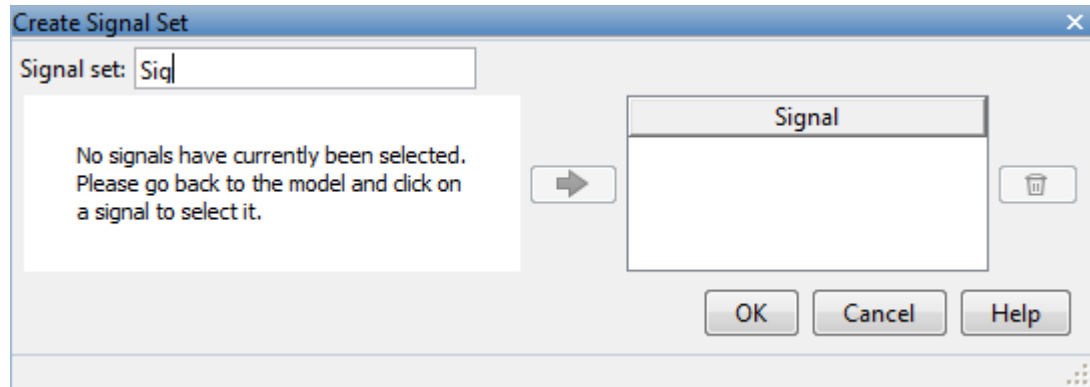 Create Signal Set
Signal set: Sig
No signals have currently been selected.
Please go back to the model and click on
a signal to select it.
Signal
OK Cancel Help